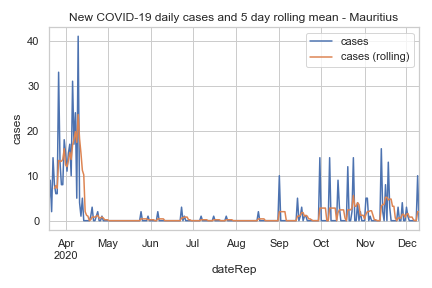 New COVID-19 daily cases and 5 day rolling mean - Mauritius
cases
cases (rolling)
40
30
20
10
0
cases
Apr May Jun Jul Aug Sep Oct Nov Dec
2020
dateRep